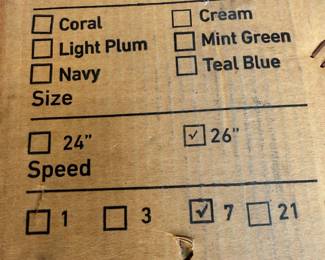 Coral Cream
Light Plum Mint Green
Navy Teal Blue
Size
24" 26"
Speed
1 3 7 21